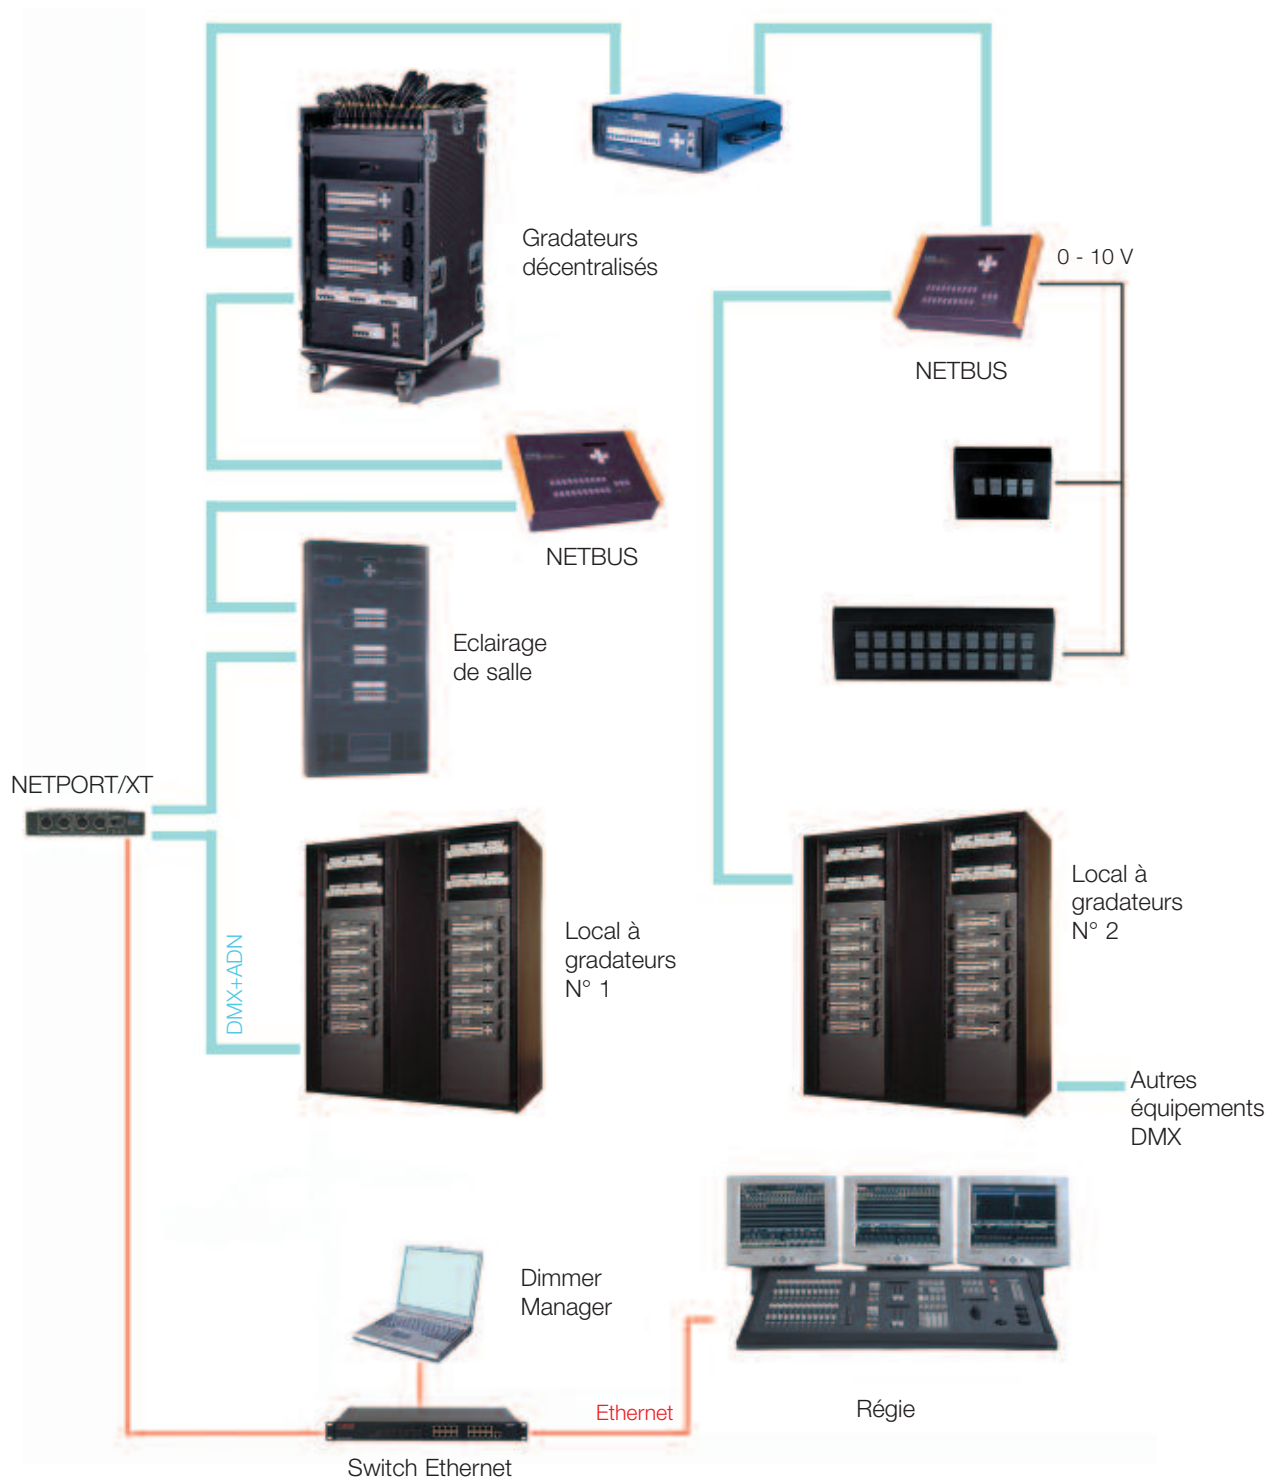 Gradateurs
décentralisés
0 - 10 V
NETBUS
NETBUS
Eclairage
de salle
NETPORT/XT
DMX+ADN
Local à
gradateurs
N° 1
Local à
gradateurs
N° 2
Autres
équipements
DMX
Dimmer
Manager
Ethernet
Régie
Switch Ethernet